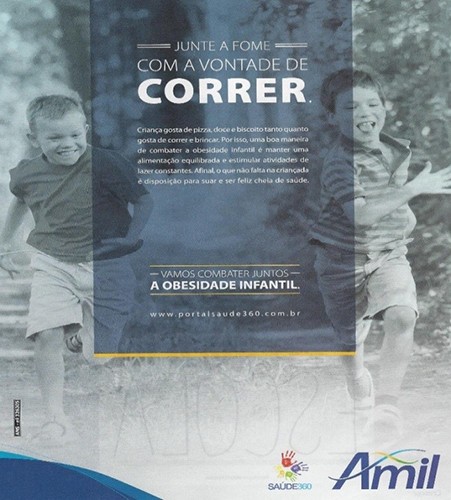 JUNTE A FOME
COM A VONTADE DE
CORRER.
Criança gosta de pizza, doce e biscoito tanto quanto
gosta de correr e brincar. Por isso, uma boa maneira
de combater a obesidade infantil é manter uma
alimentação equilibrada e estimular atividades de
lazer constantes. Afinal, o que não falta na criançada
é disposição para suar e ser feliz cheia de saúde.
VAMOS COMBATER JUNTOS
A OBESIDADE INFANTIL.
www.portalsaude360.com.br
SAÚDE360
Amil